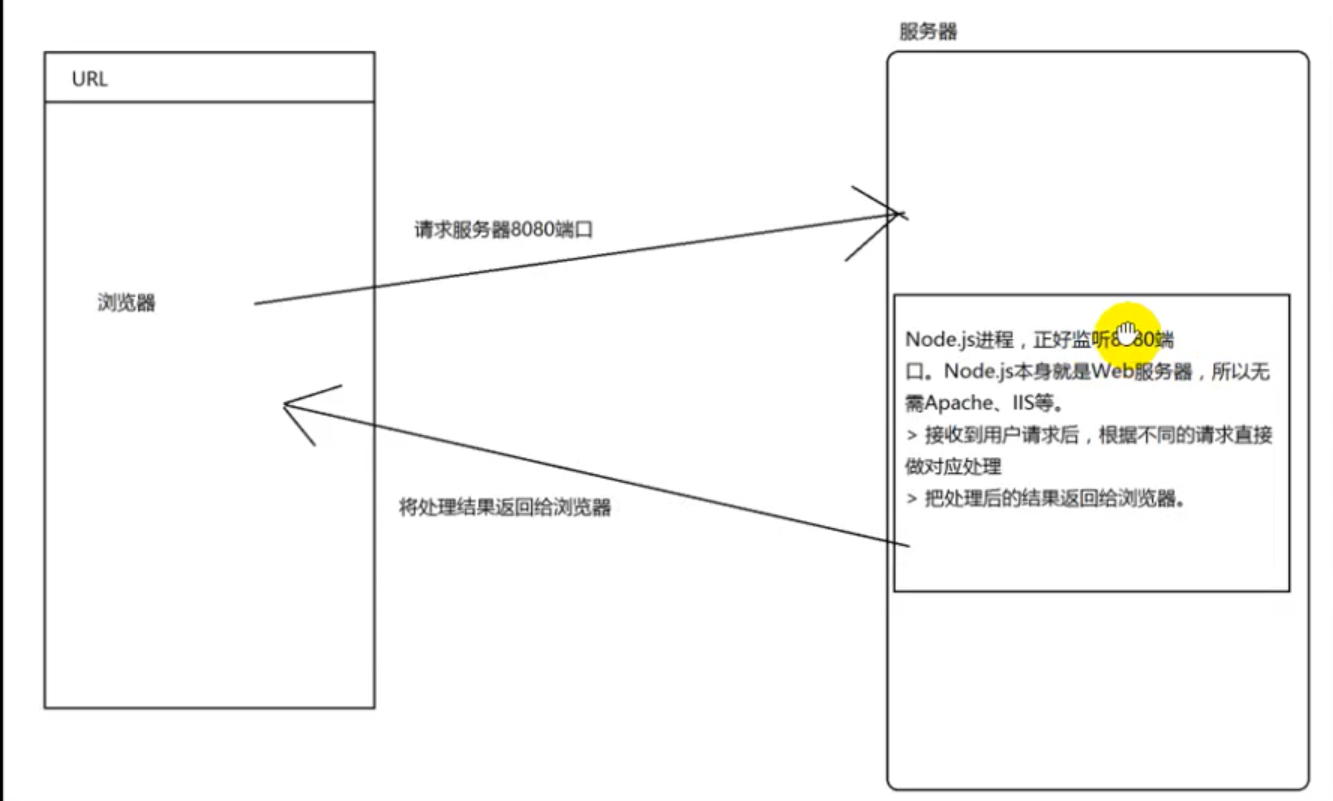 服务器
URL
请求服务器8080端口
浏览器
Node.js进程，正好监听8080端
口。Node.js本身就是Web服务器，所以无
需Apache、IIS等。
> 接收到用户请求后，根据不同的请求直接
做对应处理
> 把处理后的结果返回给浏览器。
将处理结果返回给浏览器